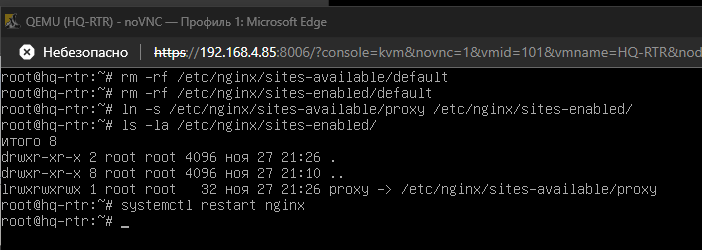 QEMU (HQ-RTR) - noVNC — Профиль 1: Microsoft Edge
Небезопасно https://192.168.4.85:8006/?console=kvm&novnc=1&vmid=101&vmname=HQ-RTR&nod
root@hq-rtr:~# rm -rf /etc/nginx/sites-available/default
root@hq-rtr:~# rm -rf /etc/nginx/sites-enabled/default
root@hq-rtr:~# ln -s /etc/nginx/sites-available/proxy /etc/nginx/sites-enabled/
root@hq-rtr:~# ls -la /etc/nginx/sites-enabled/
итого 8
drwxr-xr-x 2 root root 4096 ноя 27 21:26 .
drwxr-xr-x 8 root root 4096 ноя 27 21:10 ..
lrwxrwxrwx 1 root root   32 ноя 27 21:26 proxy -> /etc/nginx/sites-available/proxy
root@hq-rtr:~# systemctl restart nginx
root@hq-rtr:~# _